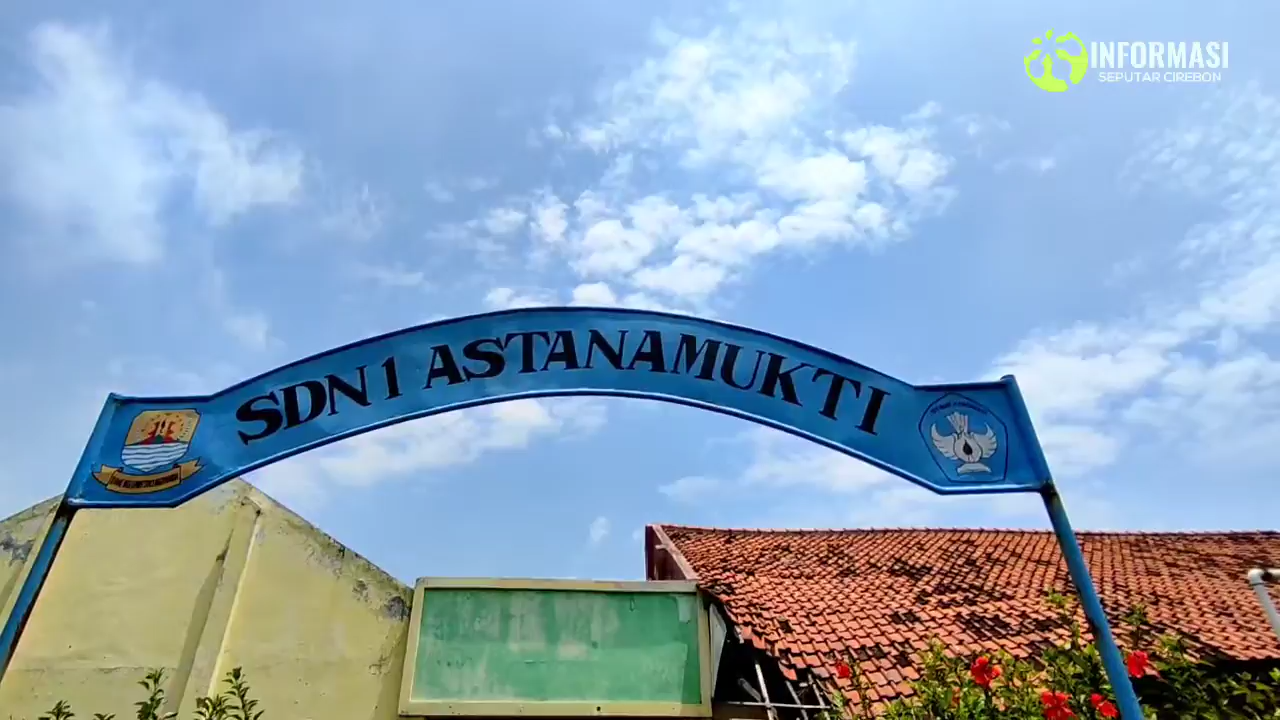 INFORMASI
SEPUTAR CIREBON
SDN 1 ASTANAMUKTI